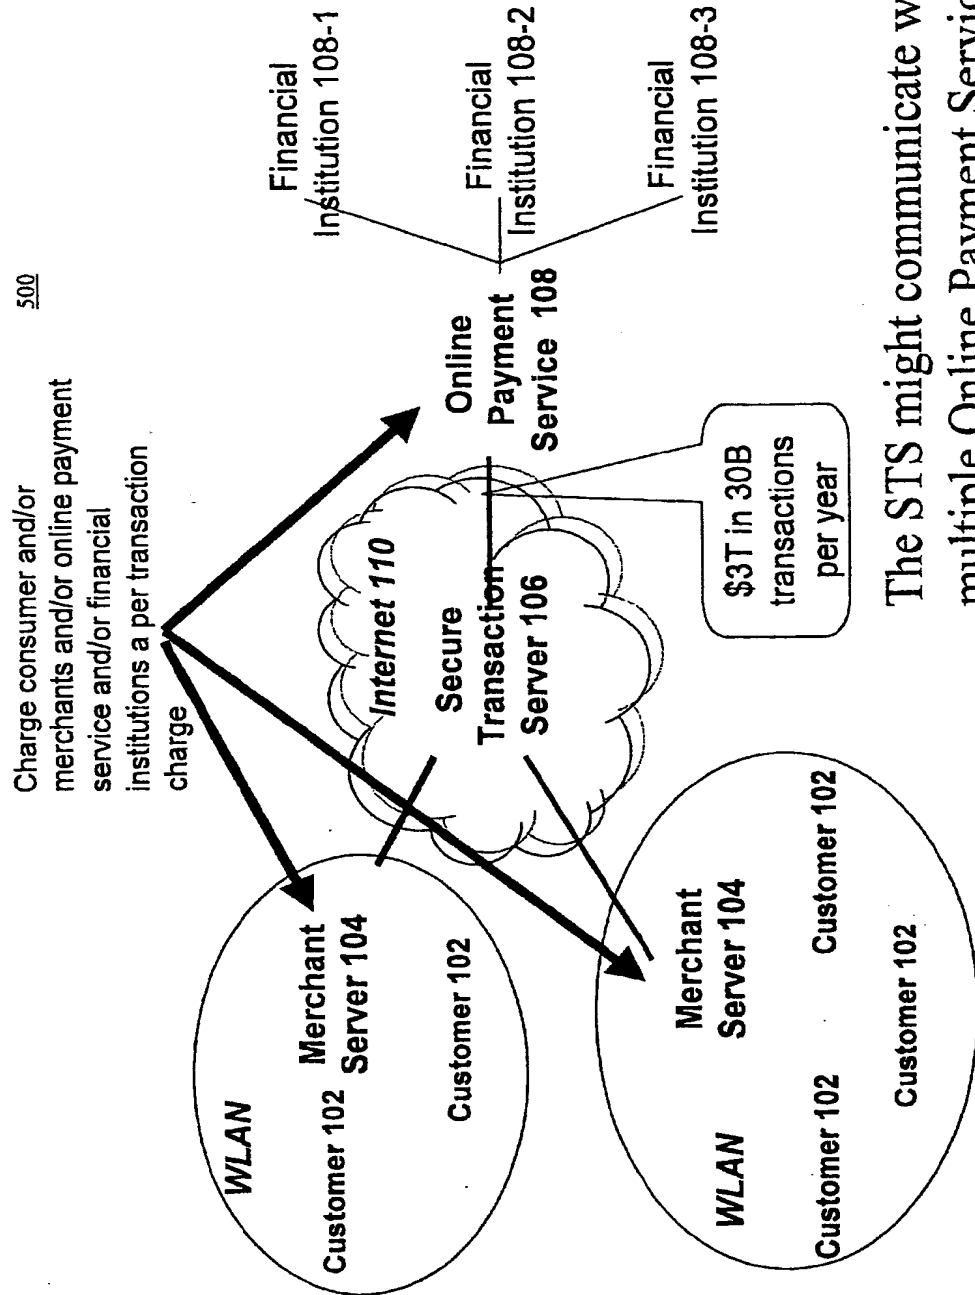 500
Charge consumer and/or
merchants and/or online payment
service and/or financial
institutions a per transaction
charge
WLAN
Customer 102
Merchant
Server 104
Customer 102
Internet 110
Secure
Transaction
Server 106
Online
Payment
Service 108
Financial
Institution 108-1
Financial
Institution 108-2
Financial
Institution 108-3
$3T in 30B
transactions
per year
WLAN
Customer 102
Merchant
Server 104
Customer 102
Customer 102
The STS might communicate
multiple Online Payment